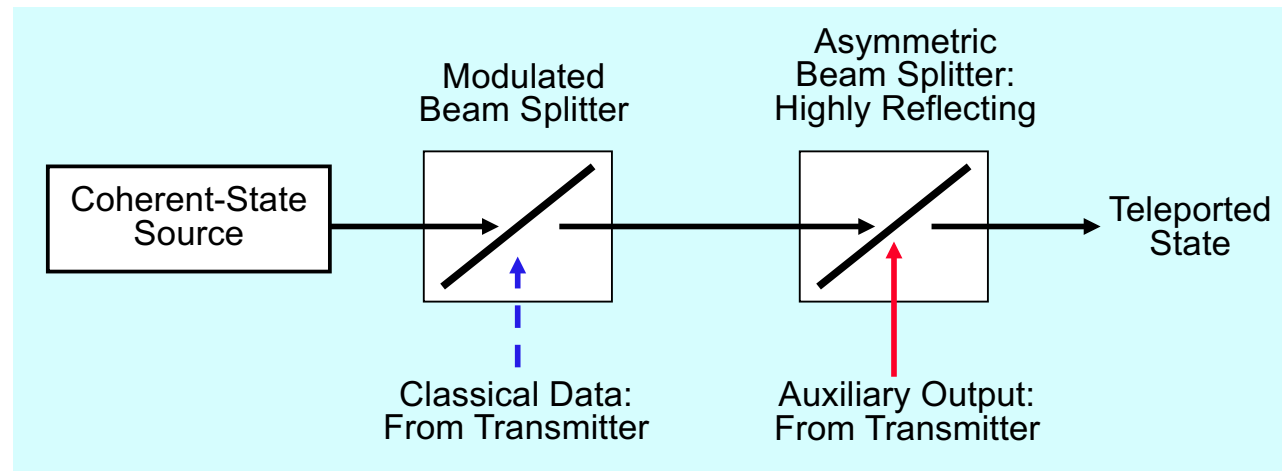 Modulated
Beam Splitter
Asymmetric
Beam Splitter:
Highly Reflecting
Coherent-State
Source
Teleported
State
Classical Data:
From Transmitter
Auxiliary Output:
From Transmitter